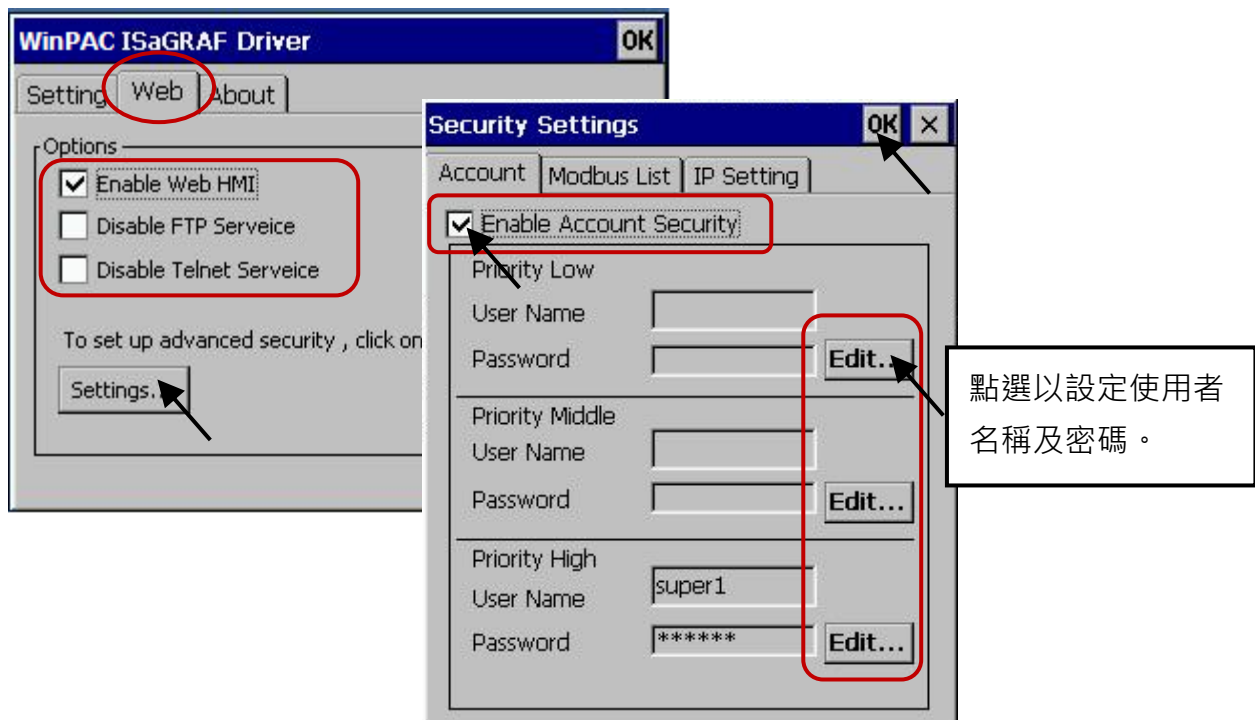 WinPAC ISaGRAF Driver OK
Setting Web About
Options
Enable Web HMI
Disable FTP Serveice
Disable Telnet Serveice
To set up advanced security , click on
Settings..
Security Settings OK ×
Account Modbus List IP Setting
Enable Account Security
Priority Low
User Name
Password Edit...
Priority Middle
User Name
Password Edit...
Priority High
User Name super1
Password ****** Edit...
點選以設定使用者
名稱及密碼。